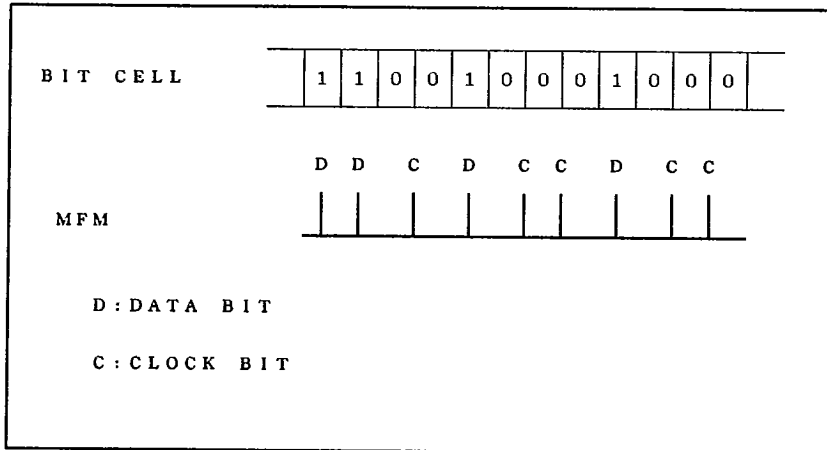 BIT CELL 1 1 0 0 1 0 0 0 1 0 0 0
D D C D C C D C C
MFM
D:DATA BIT
C:CLOCK BIT